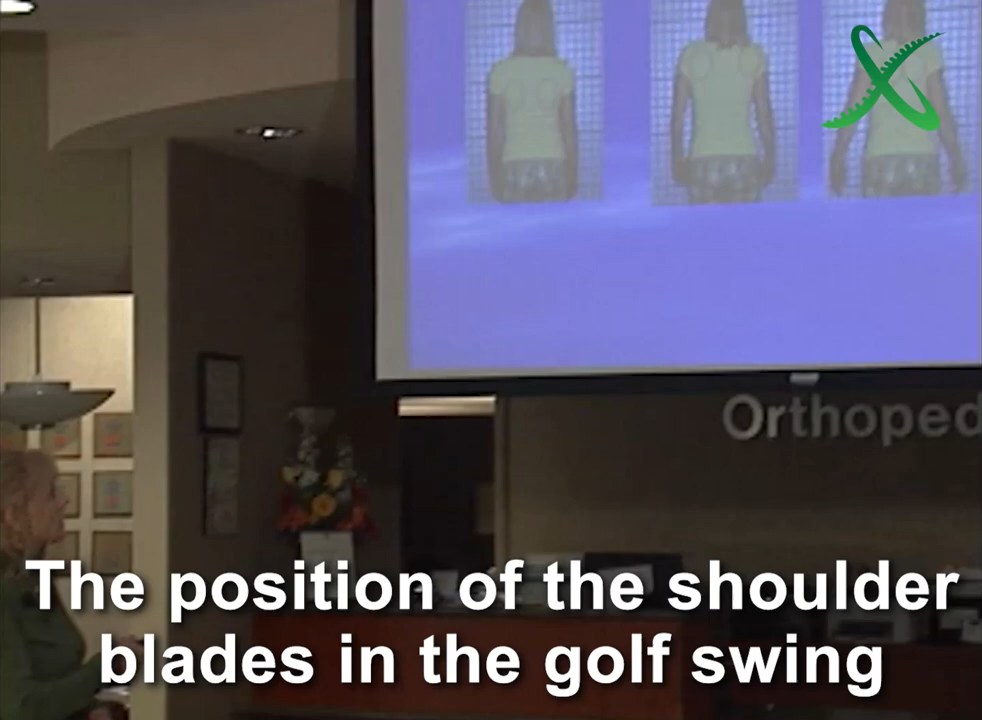 Orthoped
The position of the shoulder
blades in the golf swing